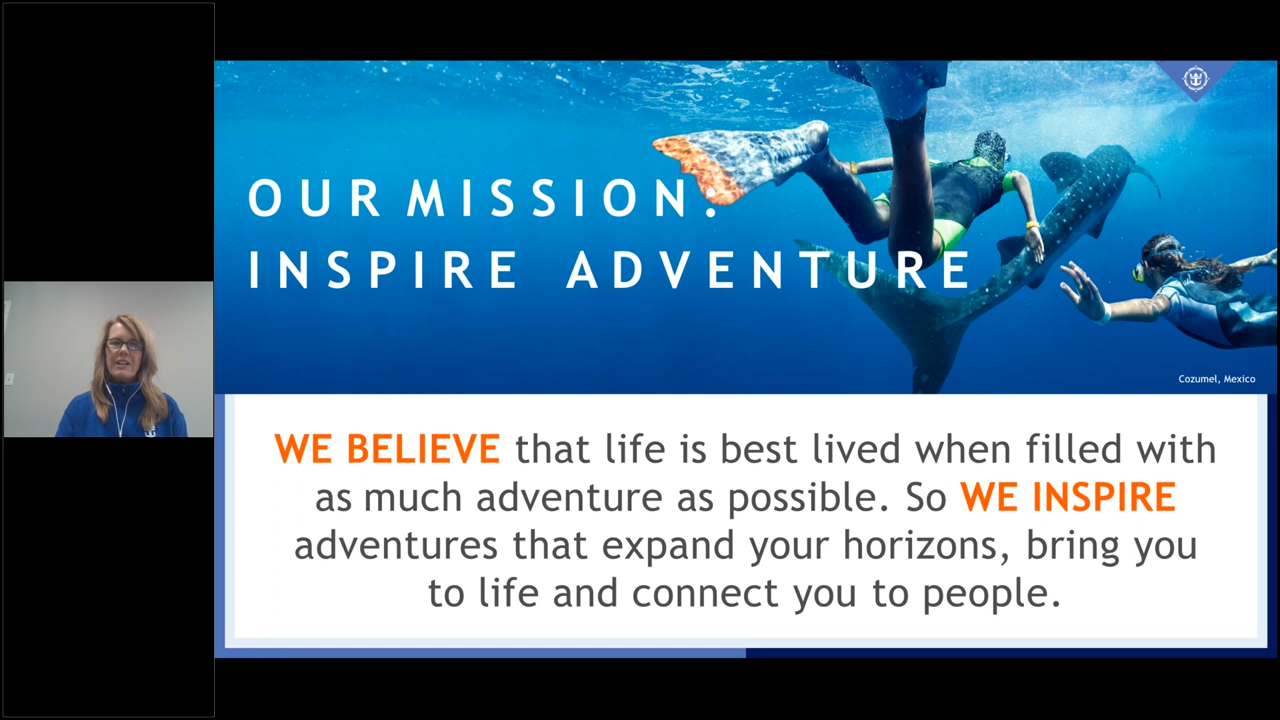 OUR MISSION:
INSPIRE ADVENTURE
Cozumel, Mexico
WE BELIEVE that life is best lived when filled with
as much adventure as possible. So WE INSPIRE
adventures that expand your horizons, bring you
to life and connect you to people.